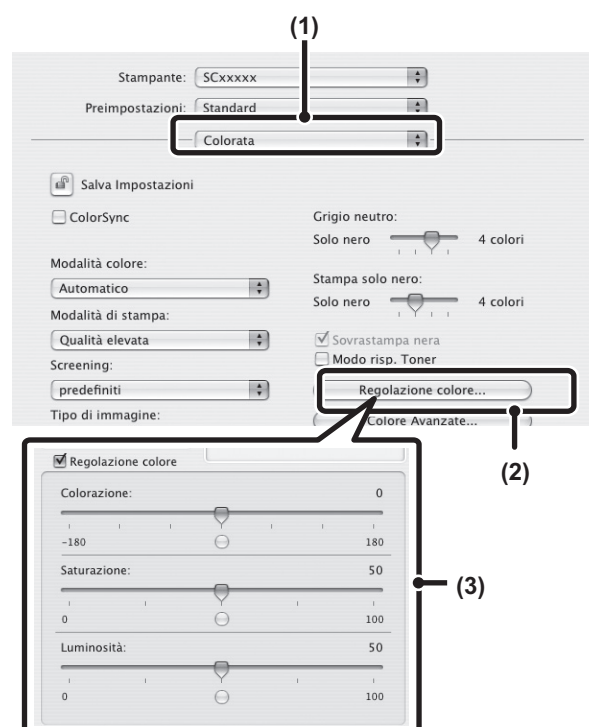 (1)
Stampante: SCxxxxx
Preimpostazioni: Standard
Colorata
Salva Impostazioni
ColorSync
Modalità colore:
Automatico
Modalità di stampa:
Qualità elevata
Screening:
predefiniti
Tipo di immagine:
Grigio neutro:
Solo nero 4 colori
Stampa solo nero:
Solo nero 4 colori
Sovrastampa nera
Modo risp. Toner
Regolazione colore...
Colore Avanzate...
(2)
Regolazione colore
Colorazione: 0
-180 180
Saturazione: 50
0 100
(3)
Luminosità: 50
0 100